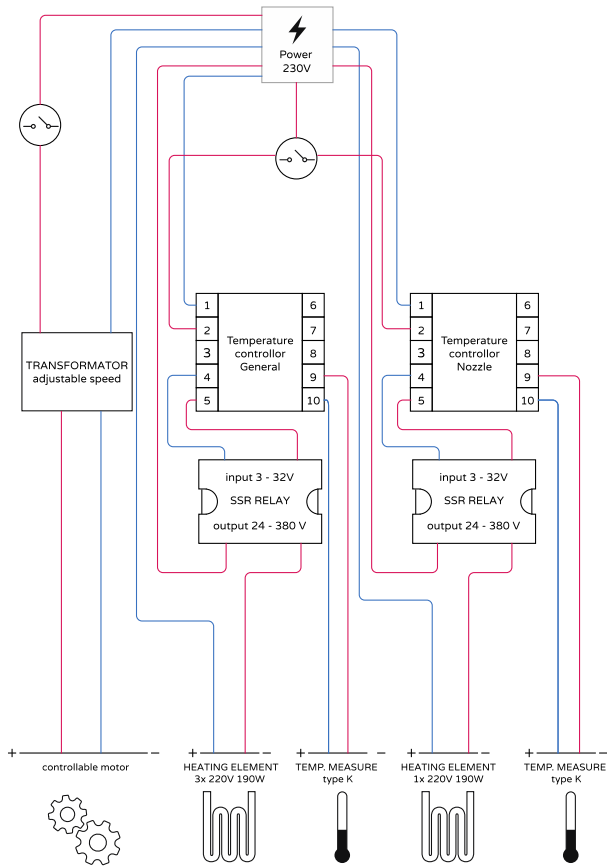 Power
230V
1
2
3
4
5
Temperature
controllor
General
6
7
8
9
10
1
2
3
4
5
Temperature
controllor
Nozzle
6
7
8
9
10
TRANSFORMATOR
adjustable speed
input 3 - 32V
SSR RELAY
output 24 - 380 V
input 3 - 32V
SSR RELAY
output 24 - 380 V
+ −
controllable motor
+ −
HEATING ELEMENT
3x 220V 190W
+ −
TEMP. MEASURE
type K
+ −
HEATING ELEMENT
1x 220V 190W
+ −
TEMP. MEASURE
type K